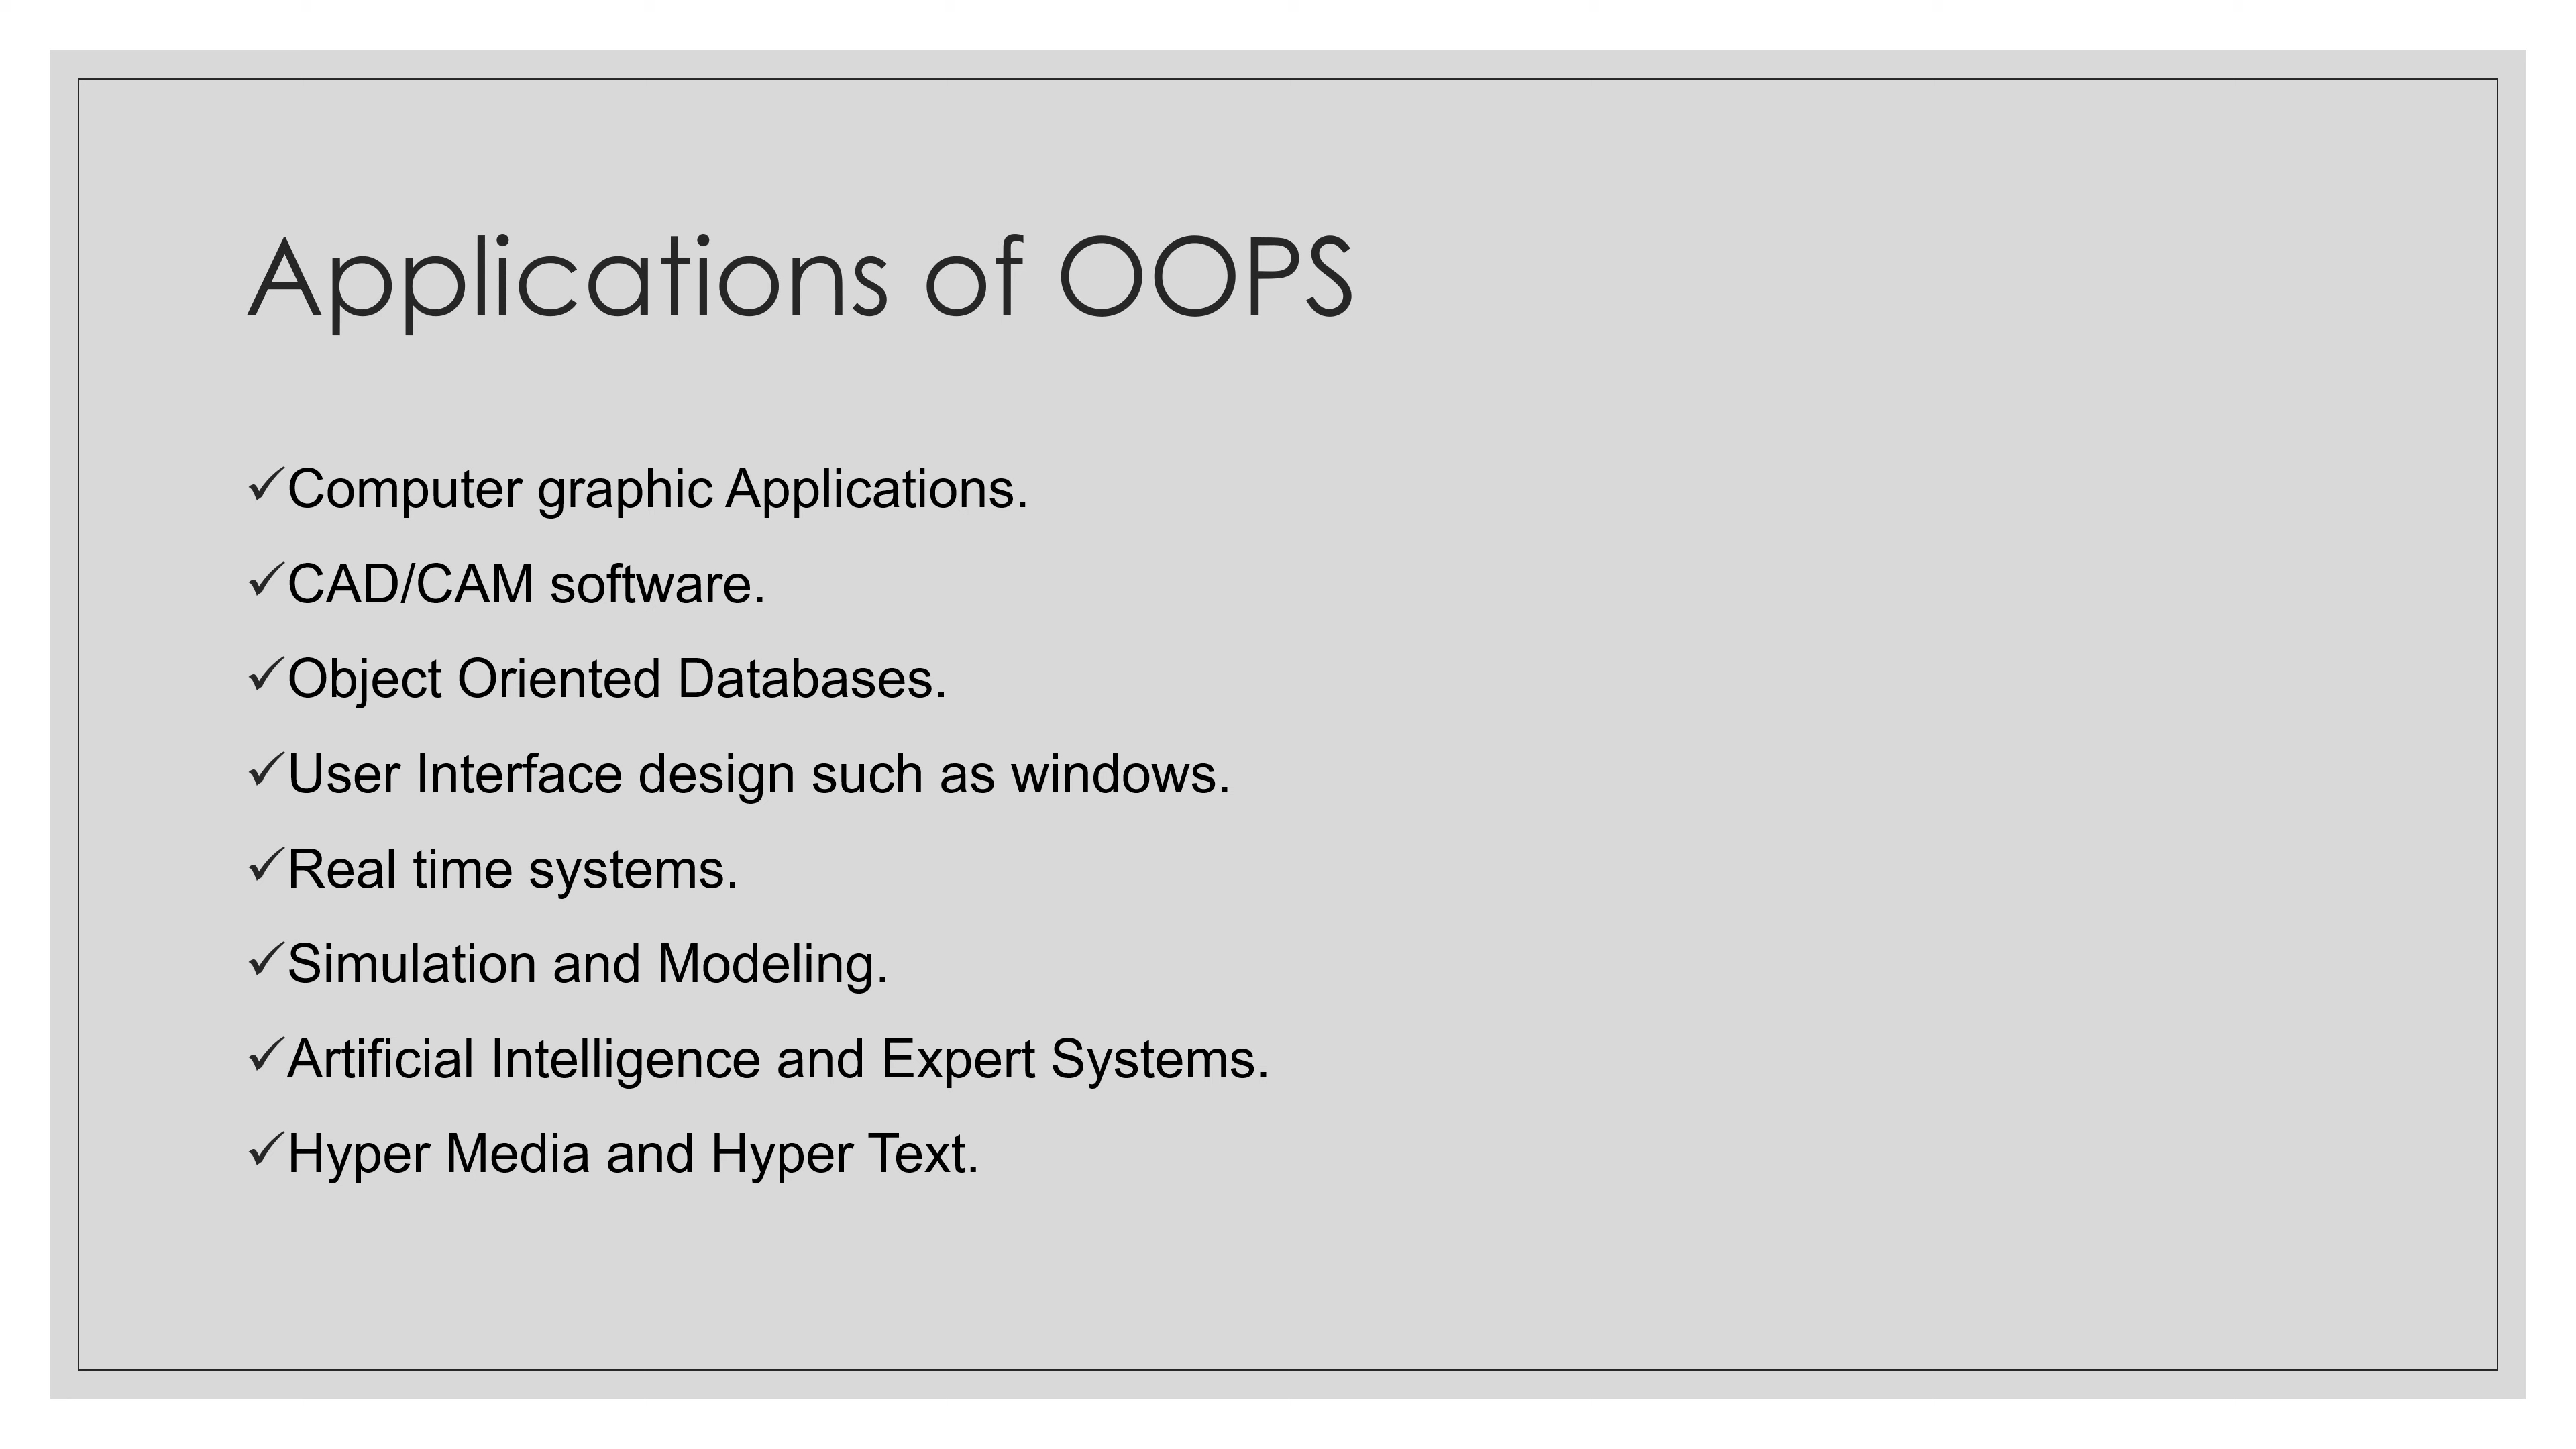 Applications of OOPS
✓Computer graphic Applications.
✓CAD/CAM software.
✓Object Oriented Databases.
✓User Interface design such as windows.
✓Real time systems.
✓Simulation and Modeling.
✓Artificial Intelligence and Expert Systems.
✓Hyper Media and Hyper Text.